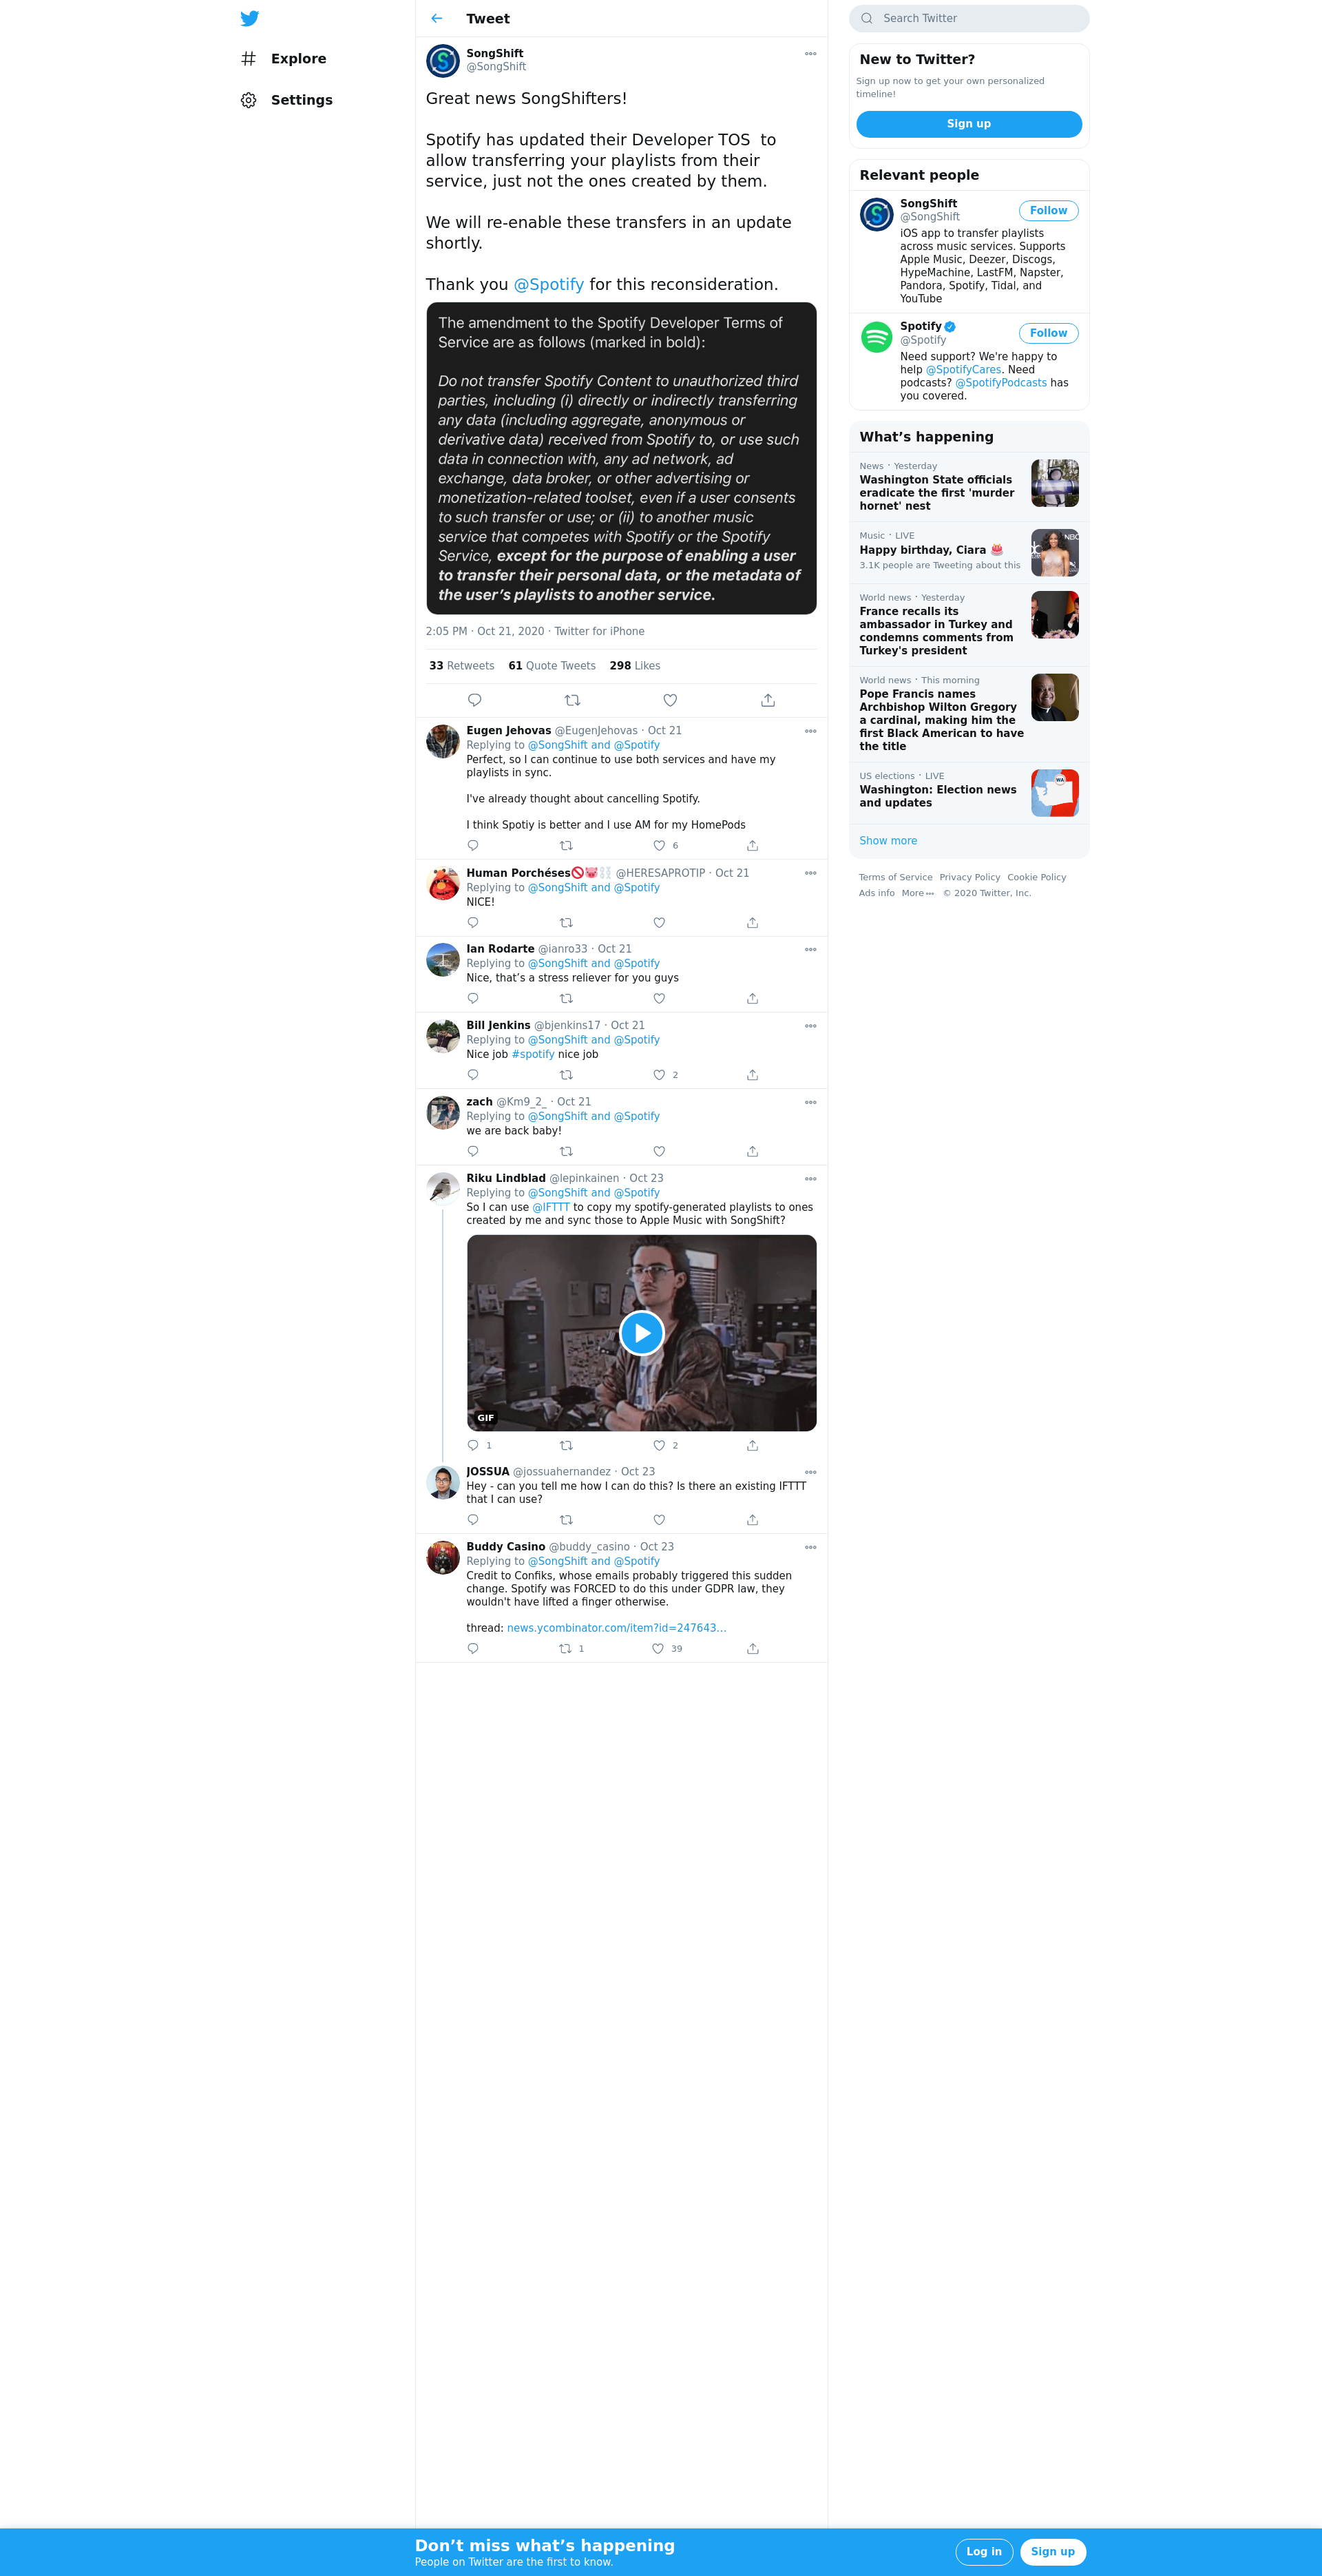 Explore
Settings
Tweet
SongShift
@SongShift
Great news SongShifters!
Spotify has updated their Developer TOS to
allow transferring your playlists from their
service, just not the ones created by them.
We will re-enable these transfers in an update
shortly.
Thank you @Spotify for this reconsideration.
The amendment to the Spotify Developer Terms of
Service are as follows (marked in bold):
Do not transfer Spotify Content to unauthorized third
parties, including (i) directly or indirectly transferring
any data (including aggregate, anonymous or
derivative data) received from Spotify to, or use such
data in connection with, any ad network, ad
exchange, data broker, or other advertising or
monetization-related toolset, even if a user consents
to such transfer or use; or (ii) to another music
service that competes with Spotify or the Spotify
Service, except for the purpose of enabling a user
to transfer their personal data, or the metadata of
the user's playlists to another service.
2:05 PM · Oct 21, 2020 · Twitter for iPhone
33 Retweets 61 Quote Tweets 298 Likes
Eugen Jehovas @EugenJehovas · Oct 21
Replying to @SongShift and @Spotify
Perfect, so I can continue to use both services and have my
playlists in sync.
I've already thought about cancelling Spotify.
I think Spotiy is better and I use AM for my HomePods
6
Human Porchéses🚫🐷⛓️ @HERESAPROTIP · Oct 21
Replying to @SongShift and @Spotify
NICE!
Ian Rodarte @ianro33 · Oct 21
Replying to @SongShift and @Spotify
Nice, that’s a stress reliever for you guys
Bill Jenkins @bjenkins17 · Oct 21
Replying to @SongShift and @Spotify
Nice job #spotify nice job
2
zach @Km9_2_ · Oct 21
Replying to @SongShift and @Spotify
we are back baby!
Riku Lindblad @lepinkainen · Oct 23
Replying to @SongShift and @Spotify
So I can use @IFTTT to copy my spotify-generated playlists to ones
created by me and sync those to Apple Music with SongShift?
GIF
1 2
JOSSUA @jossuahernandez · Oct 23
Hey - can you tell me how I can do this? Is there an existing IFTTT
that I can use?
Buddy Casino @buddy_casino · Oct 23
Replying to @SongShift and @Spotify
Credit to Confiks, whose emails probably triggered this sudden
change. Spotify was FORCED to do this under GDPR law, they
wouldn't have lifted a finger otherwise.
thread: news.ycombinator.com/item?id=247643…
1 39
Search Twitter
New to Twitter?
Sign up now to get your own personalized
timeline!
Sign up
Relevant people
SongShift
@SongShift
Follow
iOS app to transfer playlists
across music services. Supports
Apple Music, Deezer, Discogs,
HypeMachine, LastFM, Napster,
Pandora, Spotify, Tidal, and
YouTube
Spotify
@Spotify
Follow
Need support? We're happy to
help @SpotifyCares. Need
podcasts? @SpotifyPodcasts has
you covered.
What’s happening
News · Yesterday
Washington State officials
eradicate the first 'murder
hornet' nest
Music · LIVE
Happy birthday, Ciara 🎂
3.1K people are Tweeting about this
NBC
World news · Yesterday
France recalls its
ambassador in Turkey and
condemns comments from
Turkey's president
World news · This morning
Pope Francis names
Archbishop Wilton Gregory
a cardinal, making him the
first Black American to have
the title
US elections · LIVE
Washington: Election news
and updates
WA
Show more
Terms of Service Privacy Policy Cookie Policy
Ads info More © 2020 Twitter, Inc.
Don’t miss what’s happening
People on Twitter are the first to know.
Log in
Sign up